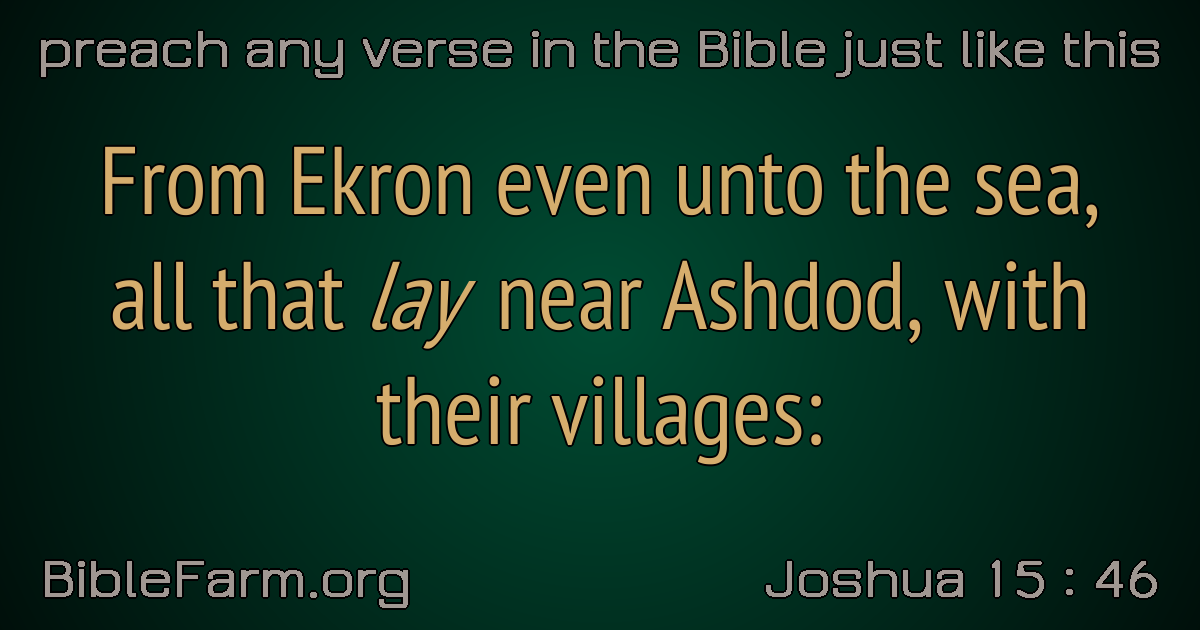 preach any verse in the Bible just like this
From Ekron even unto the sea,
all that lay near Ashdod, with
their villages:
BibleFarm.org
Joshua 15 : 46